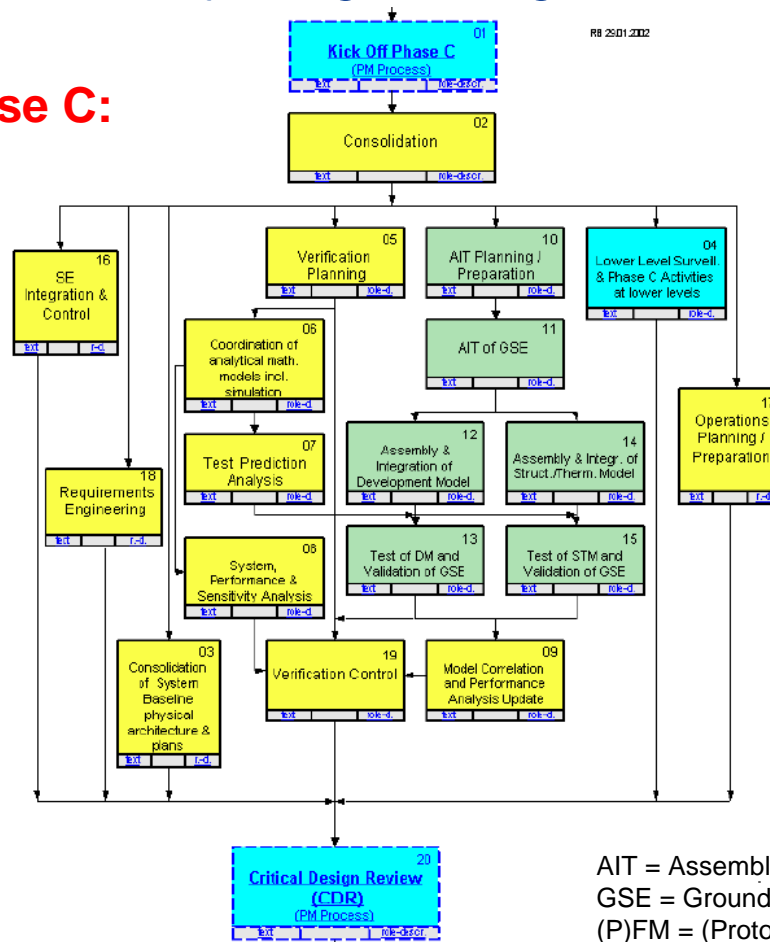 01
RB 29.01.2002
Kick Off Phase C
(PM Process)
text role-descr.
se C:
02
Consolidation
text role-descr.
16
SE
Integration &
Control
text r.-d.
05
Verification
Planning
text role-d.
10
AIT Planning /
Preparation
text role-d.
04
Lower Level Surveill.
& Phase C Activities
at lower levels
text role-d.
06
Coordination of
analytical math.
models incl.
simulation
text role-d.
11
AIT of GSE
text role-d.
17
Operations
Planning /
Preparation
text r.-d.
07
Test Prediction
Analysis
text role-d.
12
Assembly &
Integration of
Development Model
text role-d.
14
Assembly & Integr. of
Struct./Therm. Model
text role-d.
18
Requirements
Engineering
text r.-d.
08
System,
Performance &
Sensitivity Analysis
text role-d.
13
Test of DM and
Validation of GSE
text role-d.
15
Test of STM and
Validation of GSE
text role-d.
03
Consolidation
of System
Baseline
physical
architecture &
plans
text r.-d.
19
Verification Control
text role-d.
09
Model Correlation
and Performance
Analysis Update
text role-d.
20
Critical Design Review
(CDR)
(PM Process)
text role-descr.
AIT = Assembl
GSE = Ground
(P)FM = (Proto